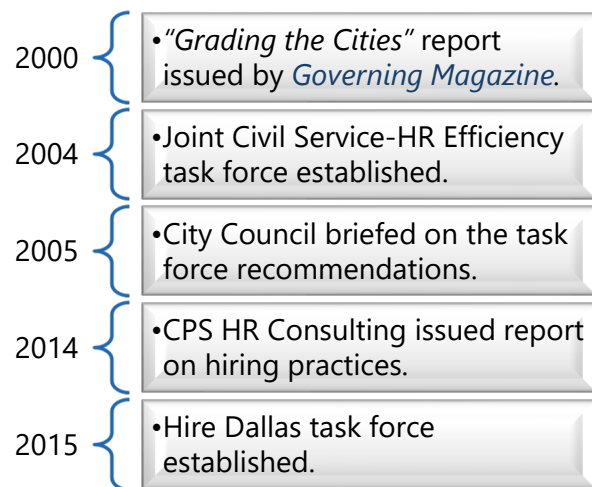 2000
•“Grading the Cities” report
issued by Governing Magazine.
2004
•Joint Civil Service-HR Efficiency
task force established.
2005
•City Council briefed on the task
force recommendations.
2014
•CPS HR Consulting issued report
on hiring practices.
2015
•Hire Dallas task force
established.